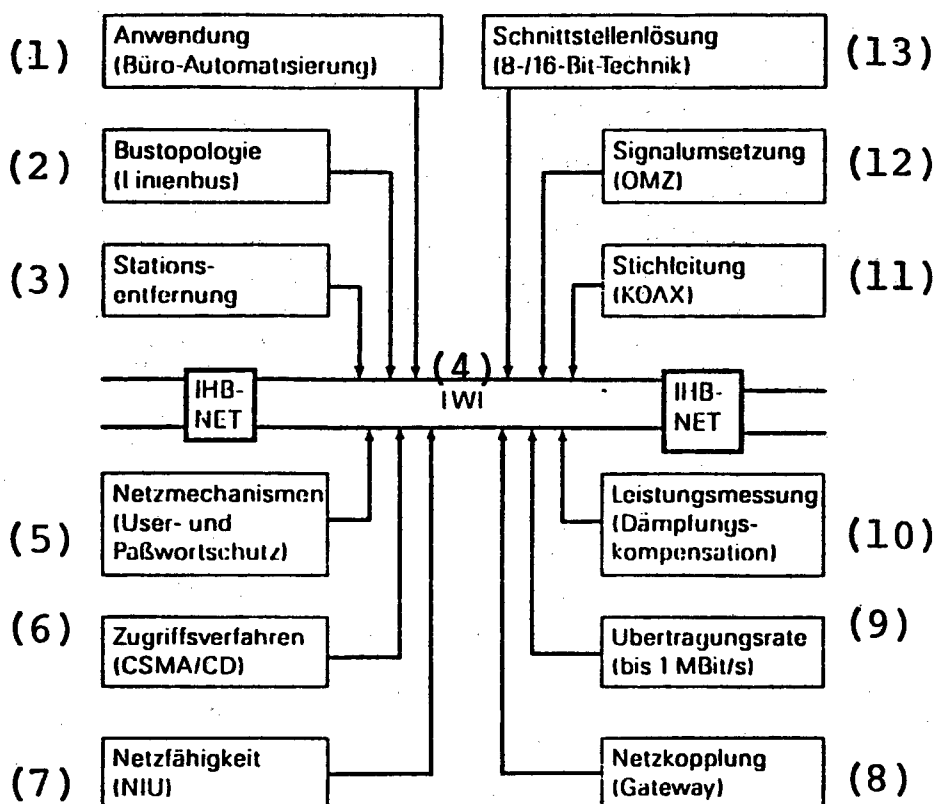 (1)
Anwendung
(Büro-Automatisierung)
Schnittstellenlösung
(8-/16-Bit-Technik)
(13)
(2)
Bustopologie
(Linienbus)
Signalumsetzung
(OMZ)
(12)
(3)
Stations-
entfernung
Stichleitung
(KOAX)
(11)
(4)
IHB-
NET
IWI
IHB-
NET
(5)
Netzmechanismen
(User- und
Paßwortschutz)
Leistungsmessung
(Dämpfungs-
kompensation)
(10)
(6)
Zugriffsverfahren
(CSMA/CD)
Ubertragungsrate
(bis 1 MBit/s)
(9)
(7)
Netzfähigkeit
(NIU)
Netzkopplung
(Gateway)
(8)